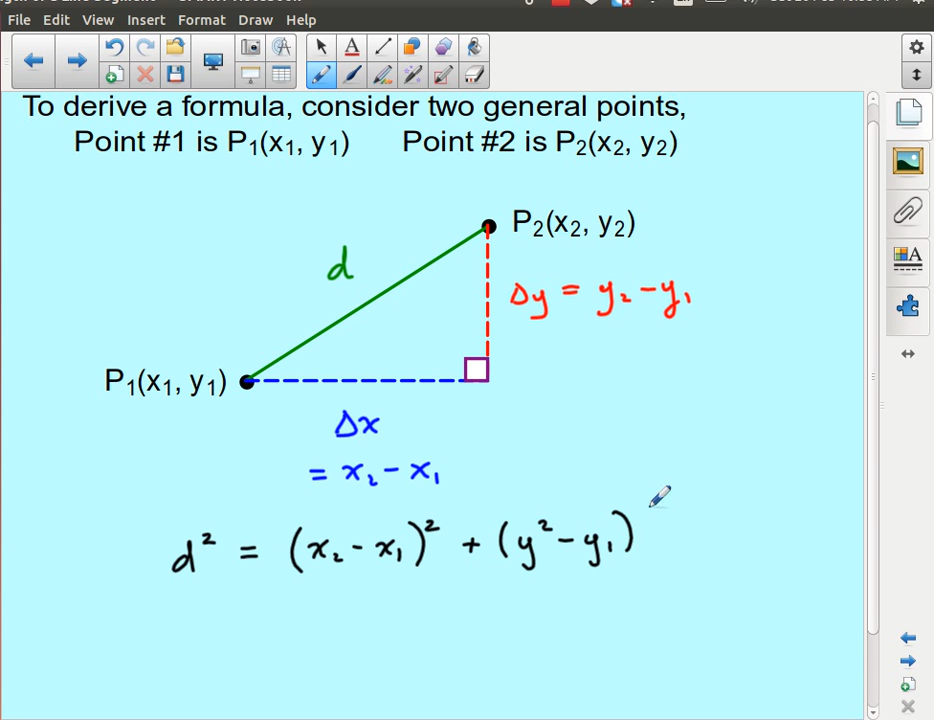 File Edit View Insert Format Draw Help
To derive a formula, consider two general points,
Point #1 is P₁(x₁, y₁) Point #2 is P₂(x₂, y₂)
P₂(x₂, y₂)
d
Δy = y₂ - y₁
P₁(x₁, y₁)
Δx
= x₂ - x₁
d² = (x₂ - x₁)² + (y² - y₁)